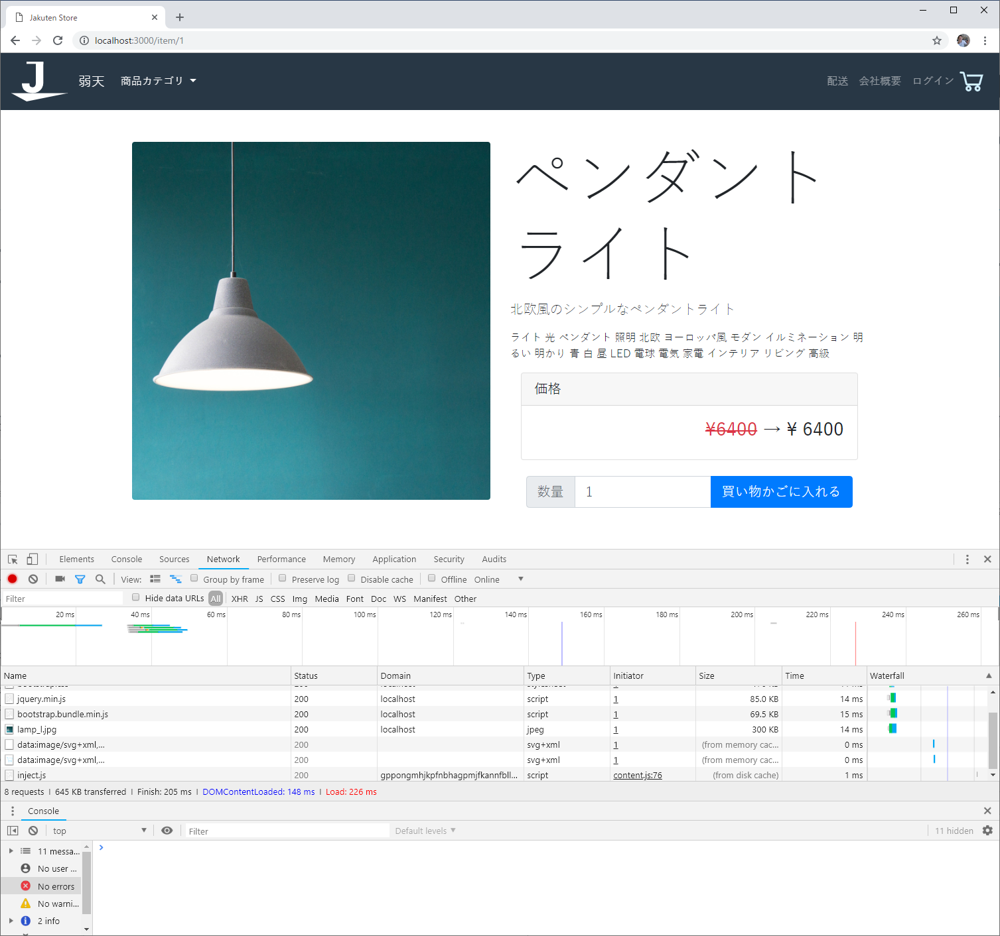 Jakuten Store
localhost:3000/item/1
J 弱天 商品カテゴリ 配送 会社概要 ログイン
ペンダント
ライト
北欧風のシンプルなペンダントライト
ライト 光 ペンダント 照明 北欧 ヨーロッパ風 モダン イルミネーション 明
るい 明かり 青 白 昼 LED 電球 電気 家電 インテリア リビング 高級
価格
¥6400 → ¥ 6400
数量 1 買い物かごに入れる
Elements Console Sources Network Performance Memory Application Security Audits
View: Group by frame Preserve log Disable cache Offline Online
Filter Hide data URLs All XHR JS CSS Img Media Font Doc WS Manifest Other
20 ms 40 ms 60 ms 80 ms 100 ms 120 ms 140 ms 160 ms 180 ms 200 ms 220 ms 240 ms 260 ms
Name Status Domain Type Initiator Size Time Waterfall
jquery.min.js 200 localhost script 1 85.0 KB 14 ms
bootstrap.bundle.min.js 200 localhost script 1 69.5 KB 15 ms
lamp_l.jpg 200 localhost jpeg 1 300 KB 14 ms
data:image/svg+xml,... 200 svg+xml 1 (from memory cac... 0 ms
data:image/svg+xml,... 200 svg+xml 1 (from memory cac... 0 ms
inject.js 200 gppongmhjkpfnbhagpmjfkannfbll... script content.js:76 (from disk cache) 1 ms
8 requests | 645 KB transferred | Finish: 205 ms | DOMContentLoaded: 148 ms | Load: 226 ms
Console
top Filter Default levels 11 hidden
11 messa...
No user ...
No errors
No warni...
2 info